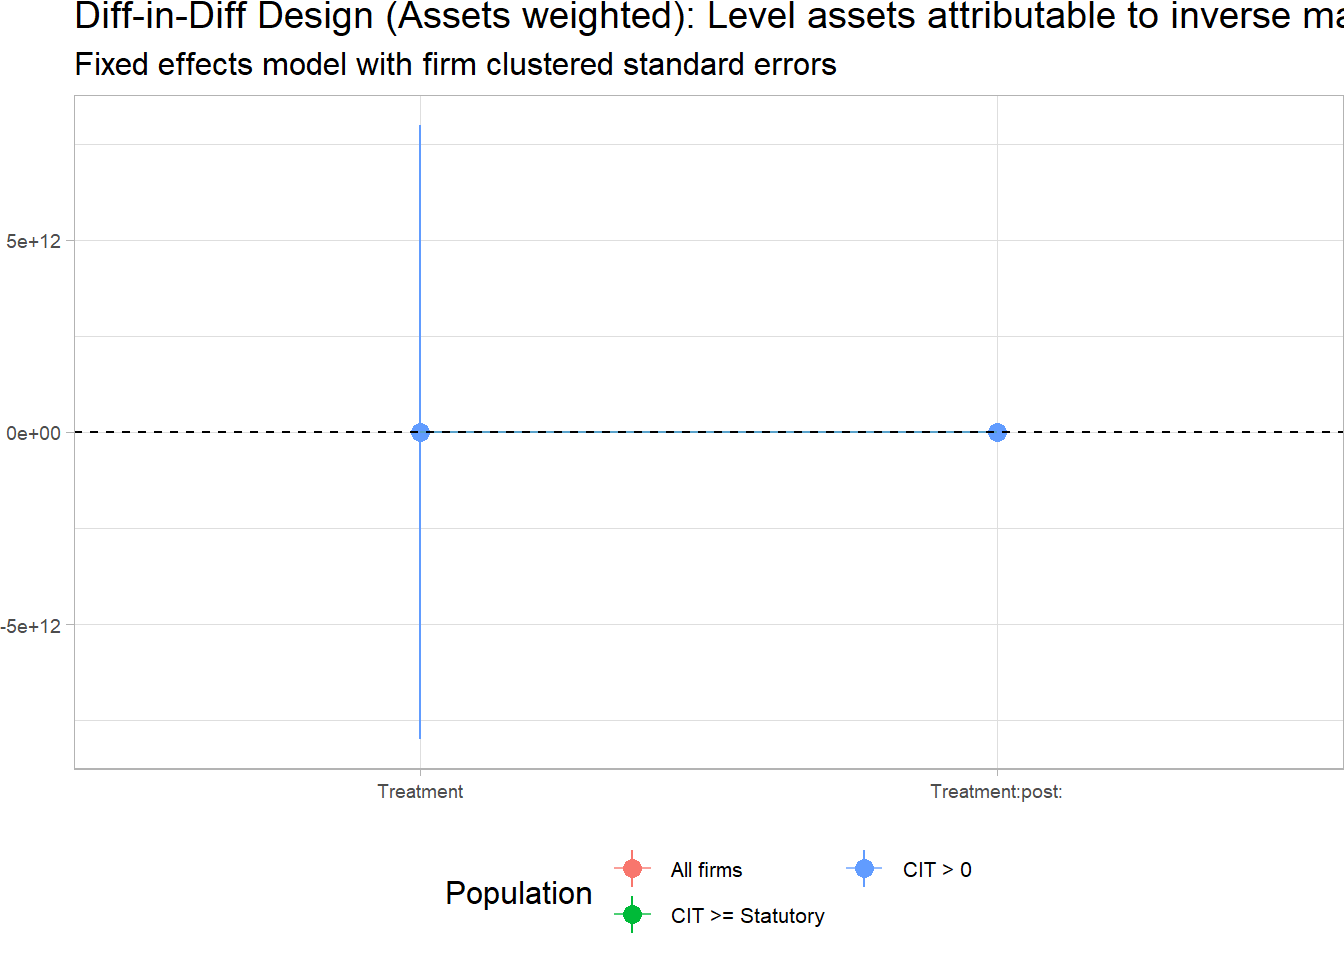 Diff-in-Diff Design (Assets weighted): Level assets attributable to inverse
Fixed effects model with firm clustered standard errors
5e+12
0e+00
-5e+12
Treatment
Treatment:post:
Population
All firms
CIT > 0
CIT >= Statutory